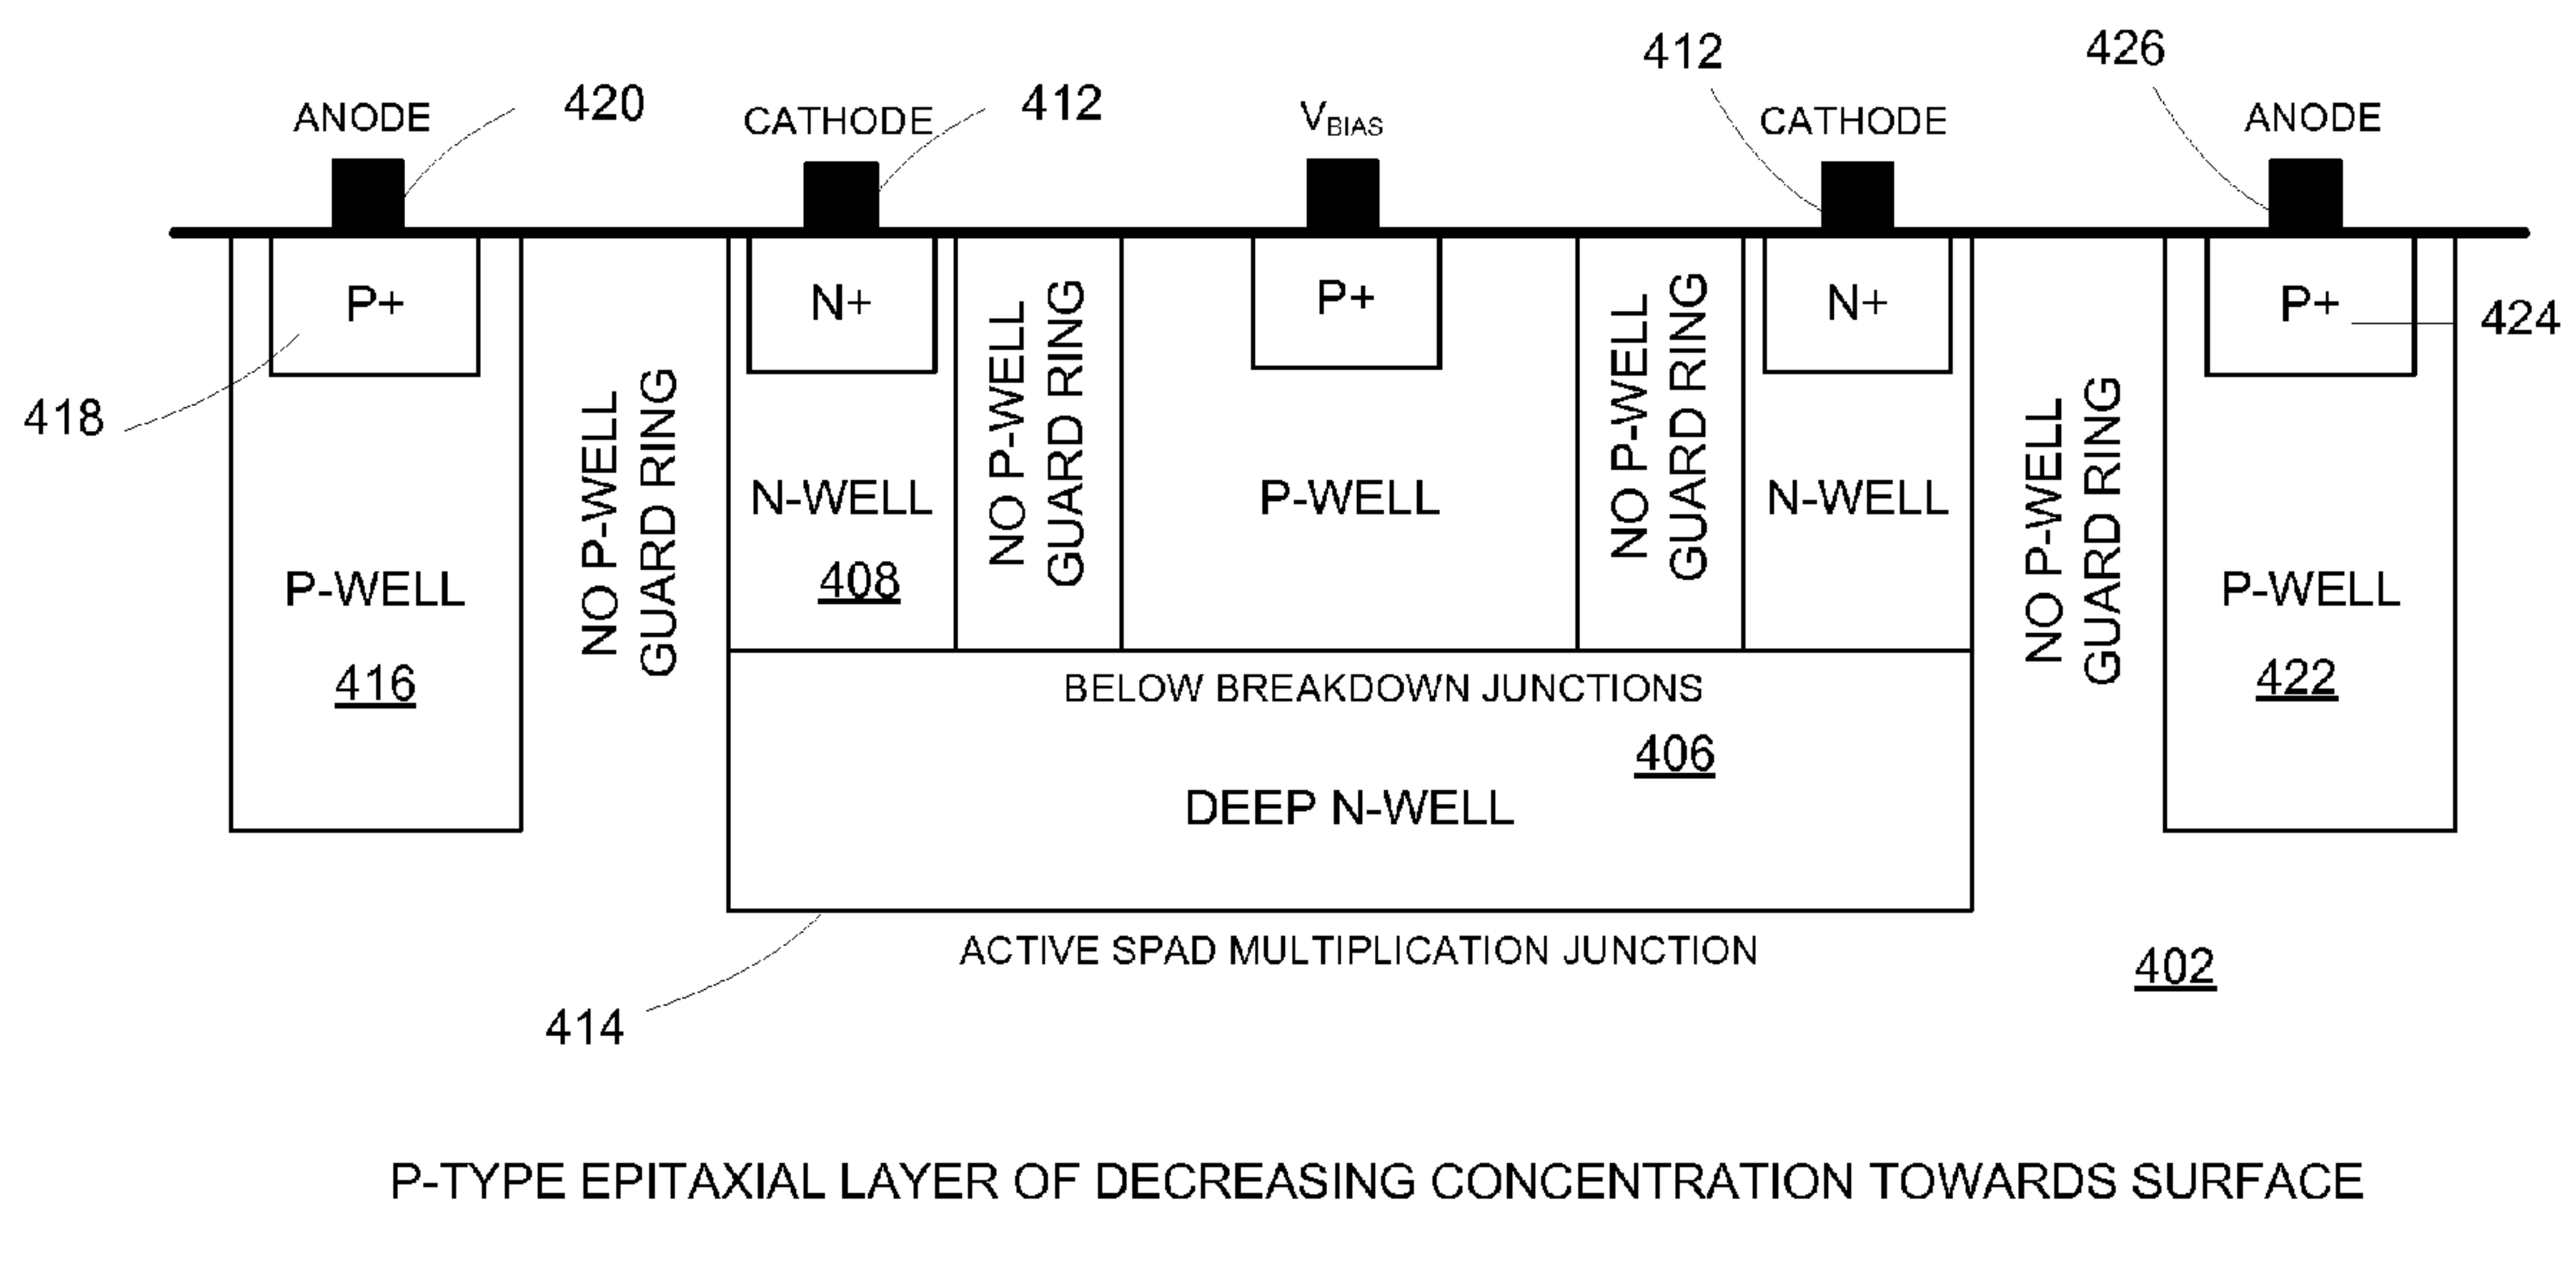 420
412
412
426
ANODE
CATHODE
VBIAS
CATHODE
ANODE
P+
N+
P+
N+
P+
418
424
NO P-WELL
GUARD RING
NO P-WELL
GUARD RING
NO P-WELL
GUARD RING
NO P-WELL
GUARD RING
N-WELL
408
P-WELL
N-WELL
P-WELL
416
P-WELL
422
BELOW BREAKDOWN JUNCTIONS
406
DEEP N-WELL
ACTIVE SPAD MULTIPLICATION JUNCTION
402
414
P-TYPE EPITAXIAL LAYER OF DECREASING CONCENTRATION TOWARDS SURFACE